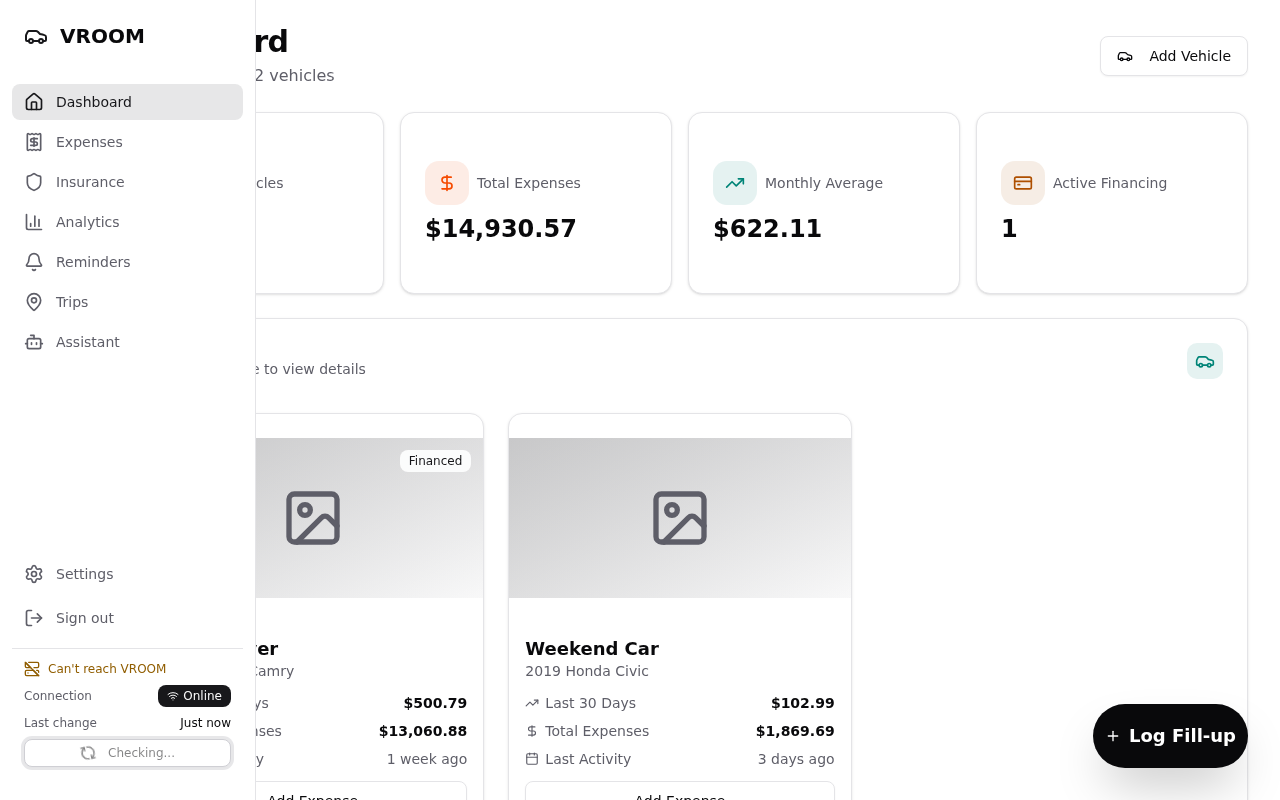 VROOM
Dashboard
Expenses
Insurance
Analytics
Reminders
Trips
Assistant
Settings
Sign out
Can't reach VROOM
Connection Online
Last change Just now
Checking...
rd
2 vehicles
Add Vehicle
cles
Total Expenses
$14,930.57
Monthly Average
$622.11
Active Financing
1
e to view details
Financed
er
Camry
ys $500.79
nses $13,060.88
y 1 week ago
Add Expense
Weekend Car
2019 Honda Civic
Last 30 Days $102.99
Total Expenses $1,869.69
Last Activity 3 days ago
Add Expense
Log Fill-up